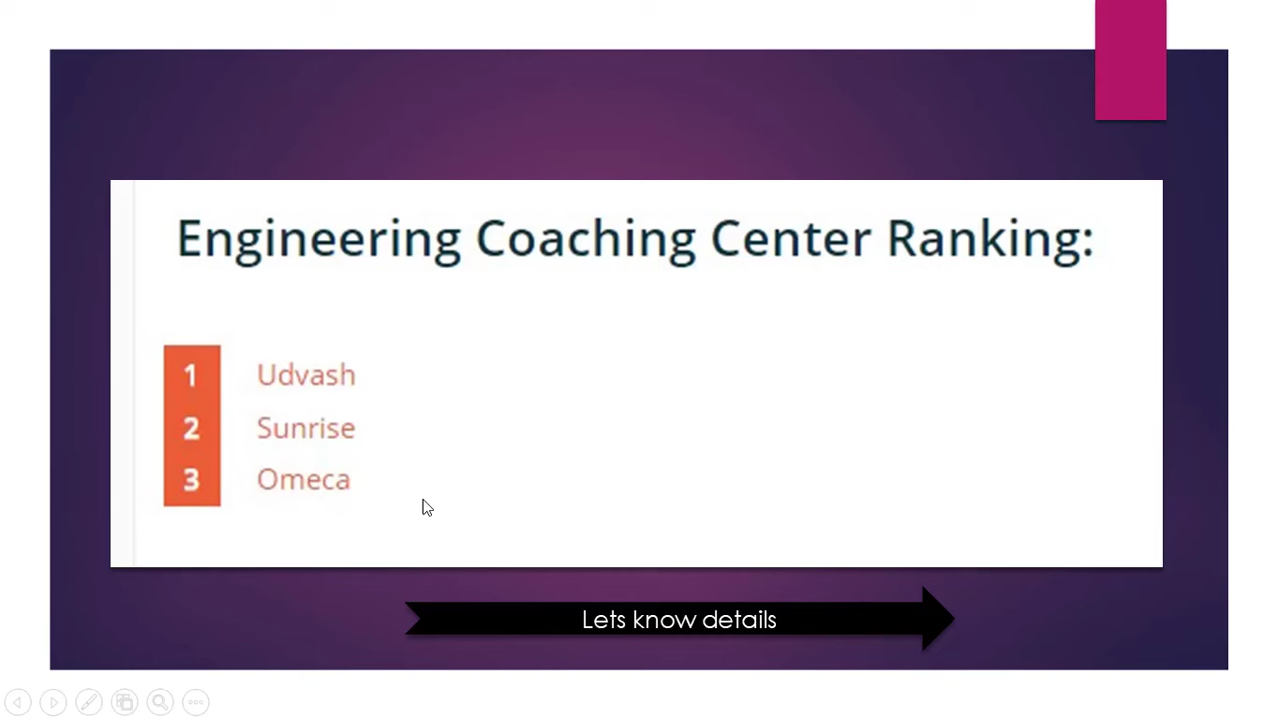 Engineering Coaching Center Ranking:
1 Udvash
2 Sunrise
3 Omeca
Lets know details